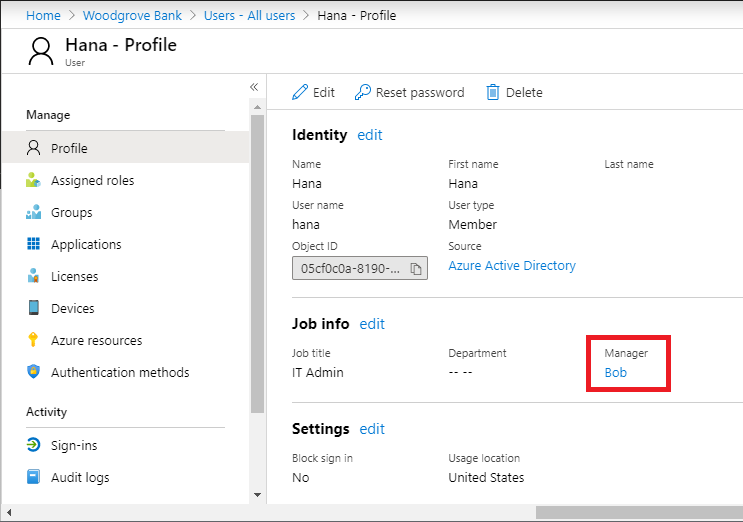 Home > Woodgrove Bank > Users - All users > Hana - Profile
Hana - Profile
User
«
Manage
Profile
Assigned roles
Groups
Applications
Licenses
Devices
Azure resources
Authentication methods
Activity
Sign-ins
Audit logs
Edit Reset password Delete
Identity edit
Name First name Last name
Hana Hana
User name User type
hana Member
Object ID Source
05cf0c0a-8190-... Azure Active Directory
Job info edit
Job title Department Manager
IT Admin -- -- Bob
Settings edit
Block sign in Usage location
No United States